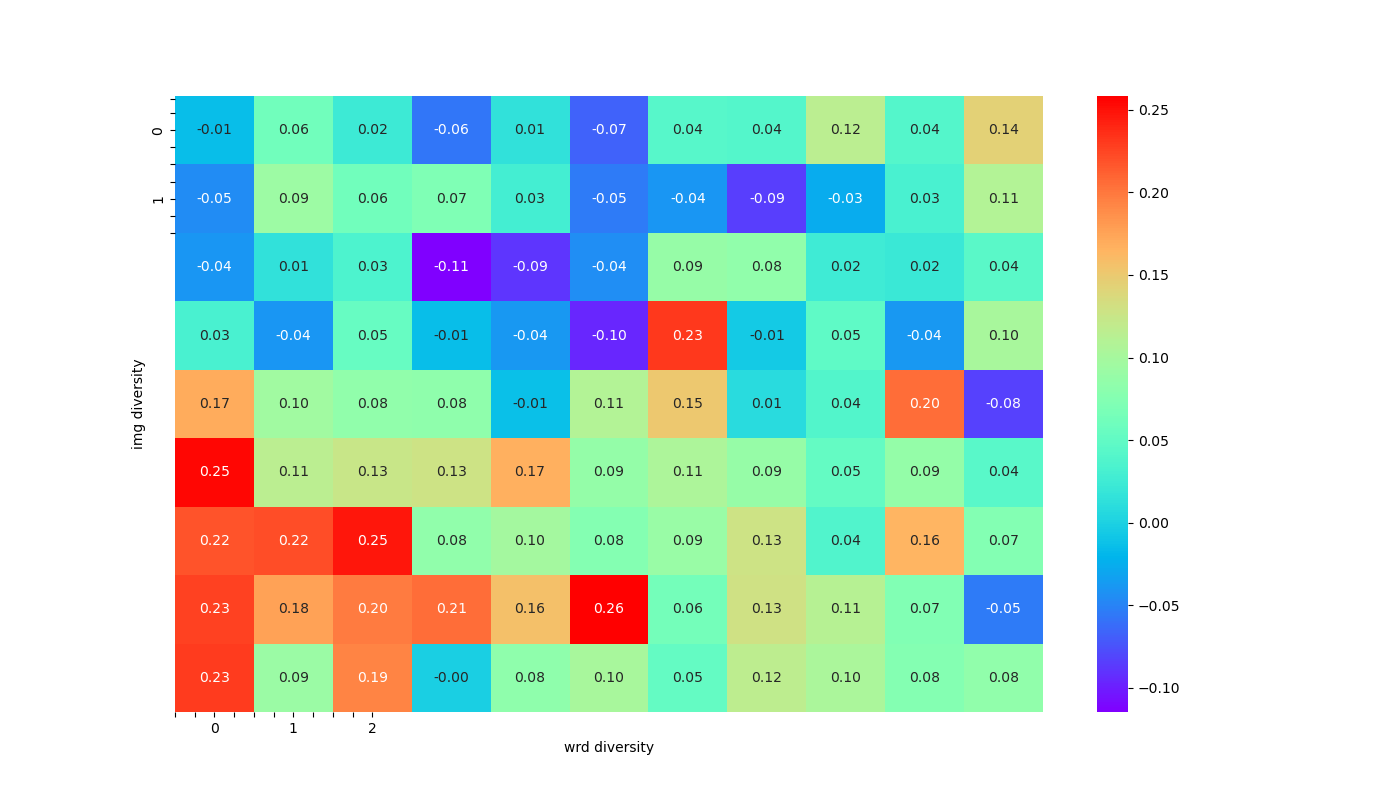 0 -0.01 0.06 0.02 -0.06 0.01 -0.07 0.04 0.04 0.12 0.04 0.14
1 -0.05 0.09 0.06 0.07 0.03 -0.05 -0.04 -0.09 -0.03 0.03 0.11
-0.04 0.01 0.03 -0.11 -0.09 -0.04 0.09 0.08 0.02 0.02 0.04
0.03 -0.04 0.05 -0.01 -0.04 -0.10 0.23 -0.01 0.05 -0.04 0.10
0.17 0.10 0.08 0.08 -0.01 0.11 0.15 0.01 0.04 0.20 -0.08
0.25 0.11 0.13 0.13 0.17 0.09 0.11 0.09 0.05 0.09 0.04
0.22 0.22 0.25 0.08 0.10 0.08 0.09 0.13 0.04 0.16 0.07
0.23 0.18 0.20 0.21 0.16 0.26 0.06 0.13 0.11 0.07 -0.05
0.23 0.09 0.19 -0.00 0.08 0.10 0.05 0.12 0.10 0.08 0.08
img diversity
0 1 2
wrd diversity
0.25
0.20
0.15
0.10
0.05
0.00
−0.05
−0.10